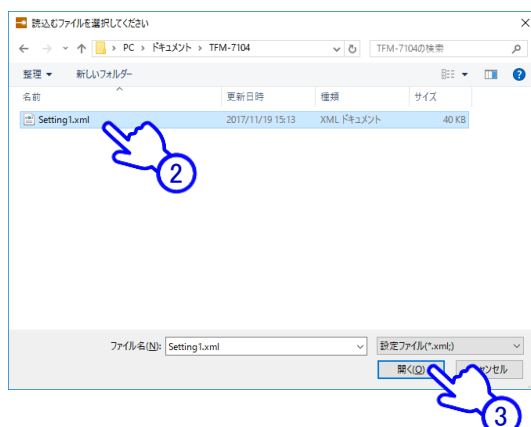 読込むファイルを選択してください
PC > ドキュメント > TFM-7104
TFM-7104の検索
整理 新しいフォルダー
名前 更新日時 種類 サイズ
Setting1.xml 2017/11/19 15:13 XML ドキュメント 40 KB
2
ファイル名(N): Setting1.xml 設定ファイル(*.xml;)
開く(O) キャンセル
3